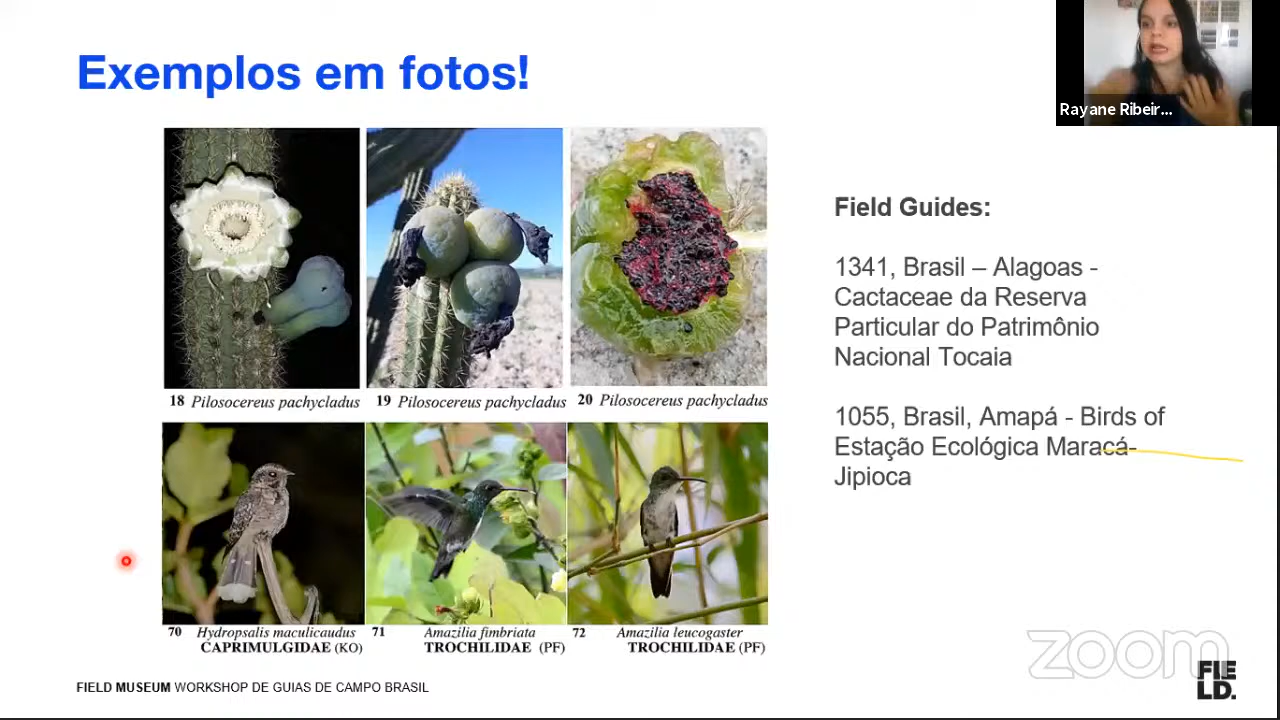 Exemplos em fotos!
Rayane Ribeir...
18 Pilosocereus pachycladus
19 Pilosocereus pachycladus
20 Pilosocereus pachycladus
70 Hydropsalis maculicaudus
CAPRIMULGIDAE (KO)
71 Amazilia fimbriata
TROCHILIDAE (PF)
72 Amazilia leucogaster
TROCHILIDAE (PF)
Field Guides:
1341, Brasil – Alagoas -
Cactaceae da Reserva
Particular do Patrimônio
Nacional Tocaia
1055, Brasil, Amapá - Birds of
Estação Ecológica Maracá-
Jipioca
zoom
FIE
LD.
FIELD MUSEUM WORKSHOP DE GUIAS DE CAMPO BRASIL